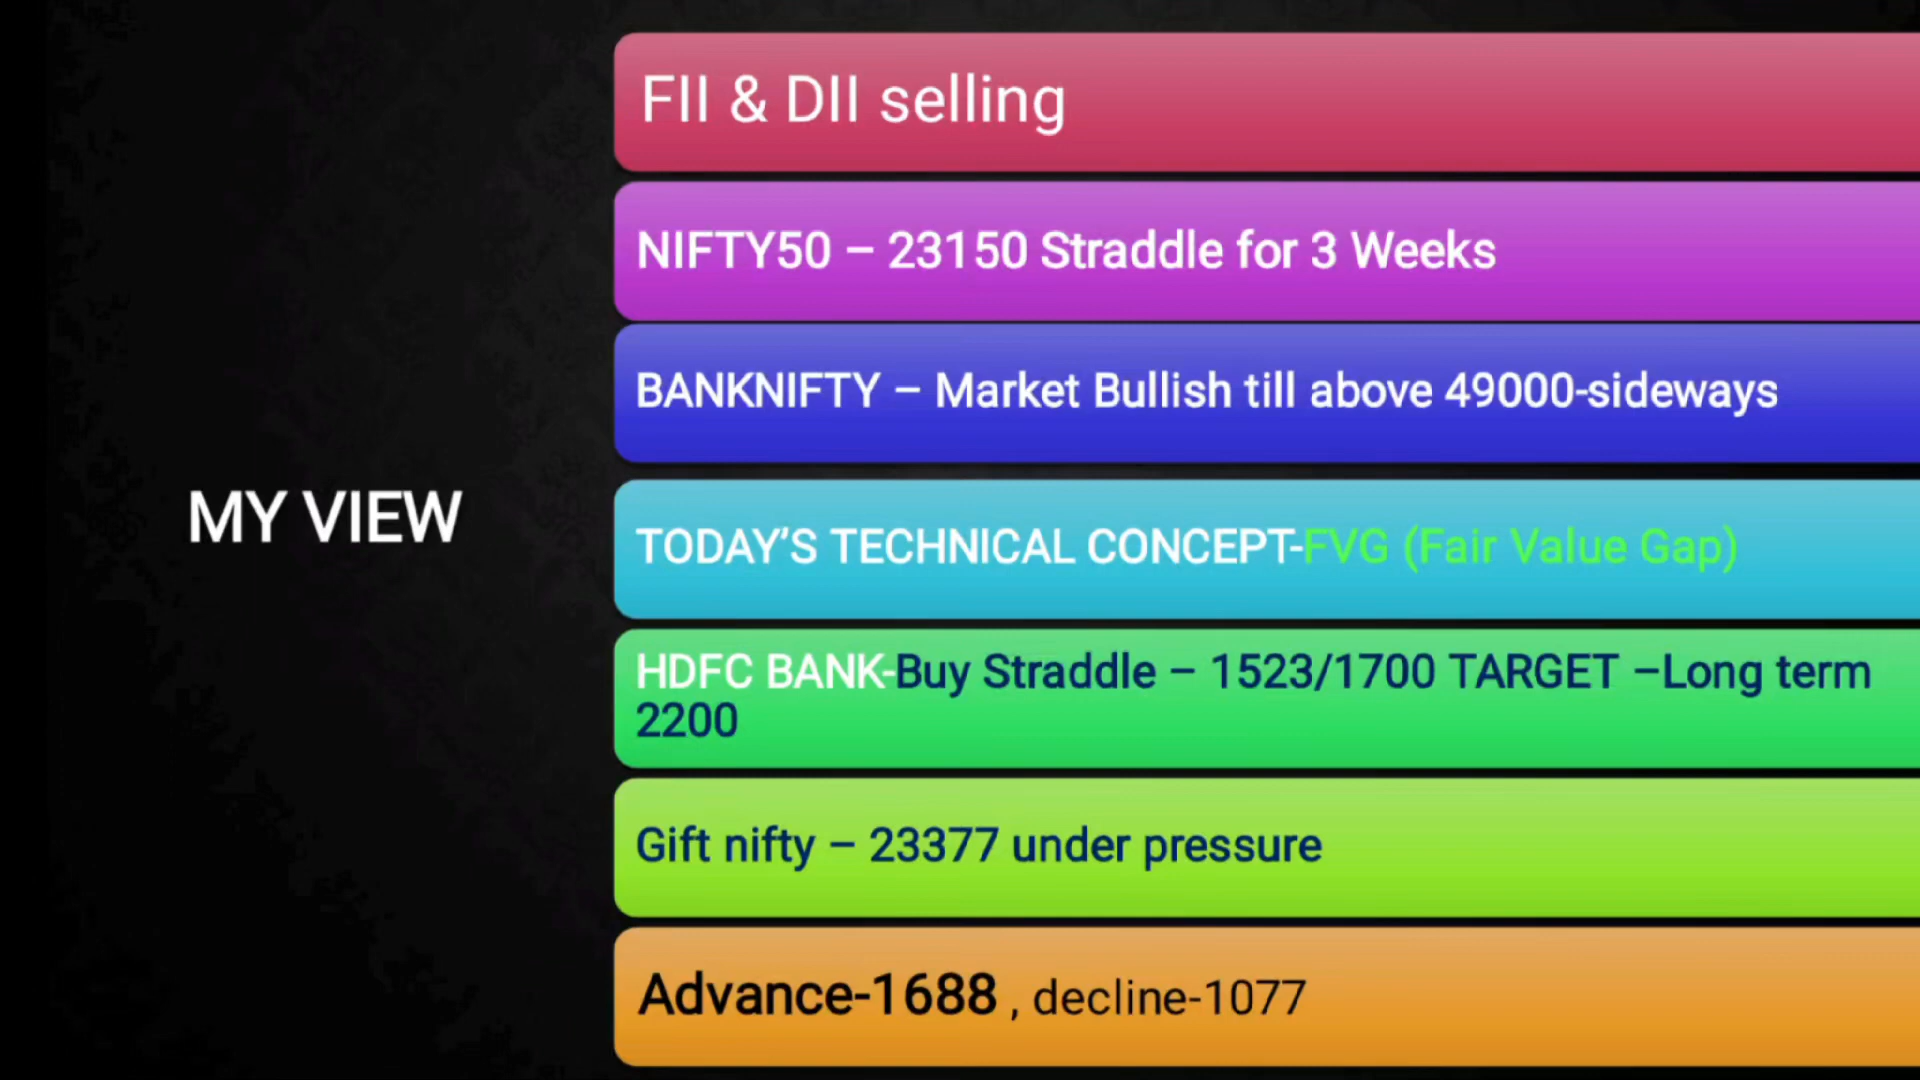 MY VIEW
FII & DII selling
NIFTY50 – 23150 Straddle for 3 Weeks
BANKNIFTY – Market Bullish till above 49000-sideways
TODAY’S TECHNICAL CONCEPT-FVG (Fair Value Gap)
HDFC BANK-Buy Straddle – 1523/1700 TARGET –Long term
2200
Gift nifty – 23377 under pressure
Advance-1688 , decline-1077